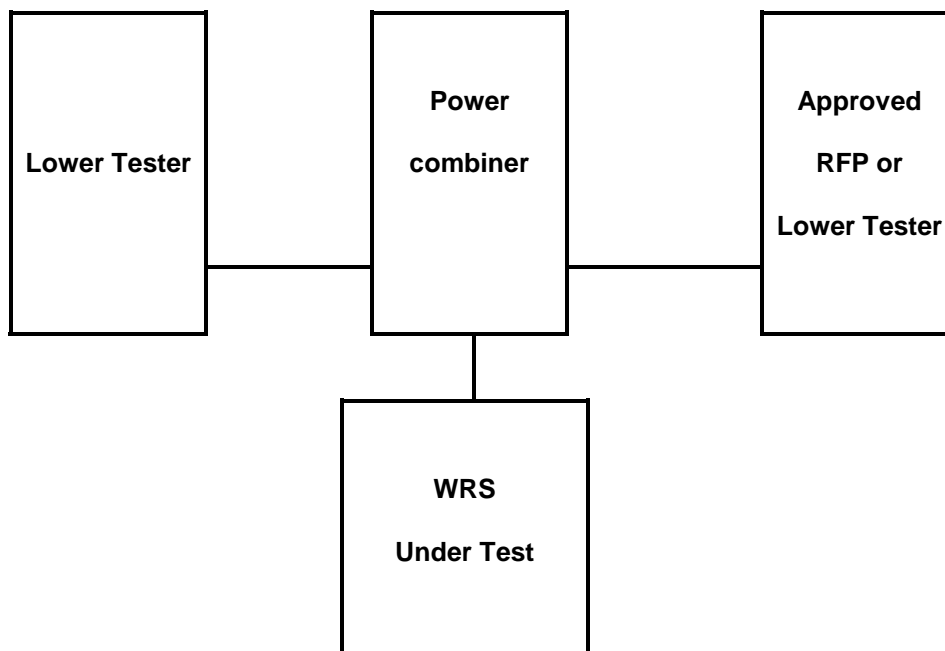 Lower Tester
Power
combiner
Approved
RFP or
Lower Tester
WRS
Under Test